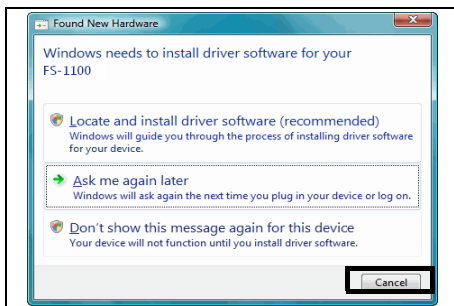 Found New Hardware
Windows needs to install driver software for your
FS-1100
Locate and install driver software (recommended)
Windows will guide you through the process of installing driver software
for your device.
Ask me again later
Windows will ask again the next time you plug in your device or log on.
Don't show this message again for this device
Your device will not function until you install driver software.
Cancel